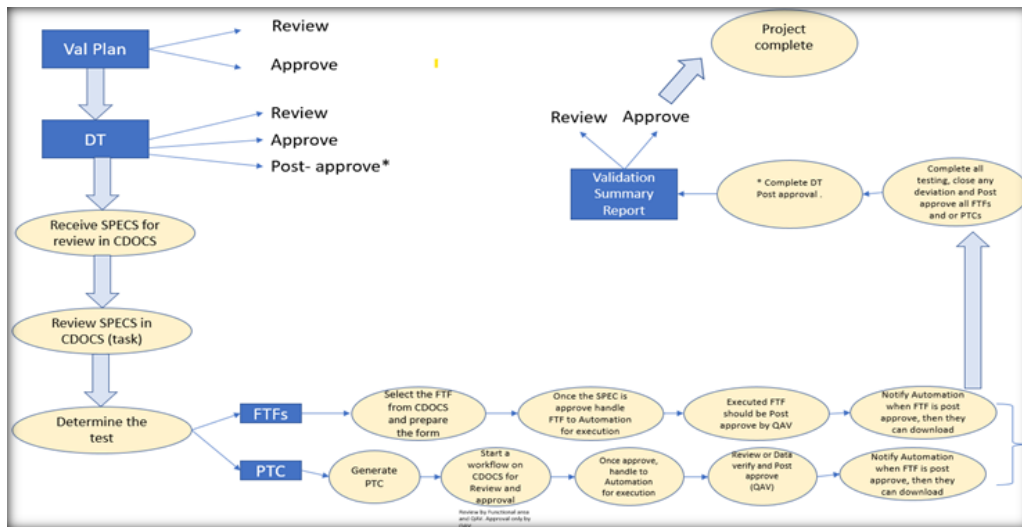 Val Plan
Review
Approve
DT
Review
Approve
Post- approve*
Receive SPECS for
review in CDOCS
Review SPECS in
CDOCS (task)
Determine the
test
FTFs
Select the FTF
from CDOCS
and prepare
the form
Once the SPEC is
approve handle
FTF to Automation
for execution
Executed FTF
should be Post
approve by QAV
Notify Automation
when FTF is post
approve, then they
can download
PTC
Generate
PTC
Start a
workflow on
CDOCS for
Review and
approval
Review by Functional area
and QAV. Approval only by
Once approve,
handle to
Automation
for execution
Review or Data
verify and Post
approve
(QAV)
Notify Automation
when FTF is post
approve, then they
can download
Complete all
testing, close any
deviation and Post
approve all FTFs
and or PTCs
* Complete DT
Post approval .
Validation
Summary
Report
Review
Approve
Project
complete